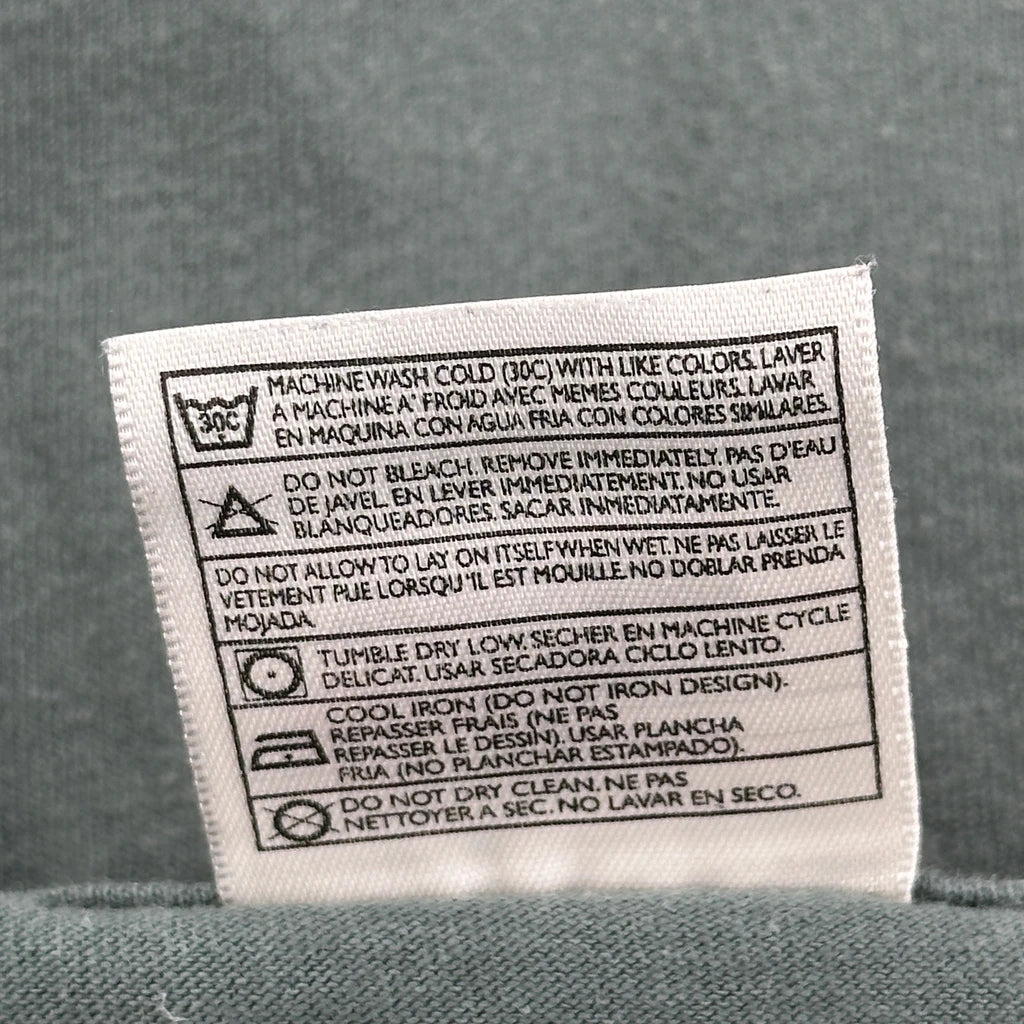 30C
MACHINE WASH COLD (30C) WITH LIKE COLORS. LAVER
A MACHINE A' FROID AVEC MEMES COULEURS. LAVAR
EN MAQUINA CON AGUA FRIA CON COLORES SIMILARES.
DO NOT BLEACH. REMOVE IMMEDIATELY. PAS D'EAU
DE JAVEL. EN LEVER IMMEDIATEMENT. NO USAR
BLANQUEADORES. SACAR INMEDIATAMENTE.
DO NOT ALLOW TO LAY ON ITSELF WHEN WET. NE PAS LAISSER LE
VETEMENT PLIE LORSQU'IL EST MOUILLE. NO DOBLAR PRENDA
MOJADA.
TUMBLE DRY LOW. SECHER EN MACHINE CYCLE
DELICAT. USAR SECADORA CICLO LENTO.
COOL IRON (DO NOT IRON DESIGN).
REPASSER FRAIS (NE PAS
REPASSER LE DESSIN). USAR PLANCHA
FRIA (NO PLANCHAR ESTAMPADO).
DO NOT DRY CLEAN. NE PAS
NETTOYER A SEC. NO LAVAR EN SECO.